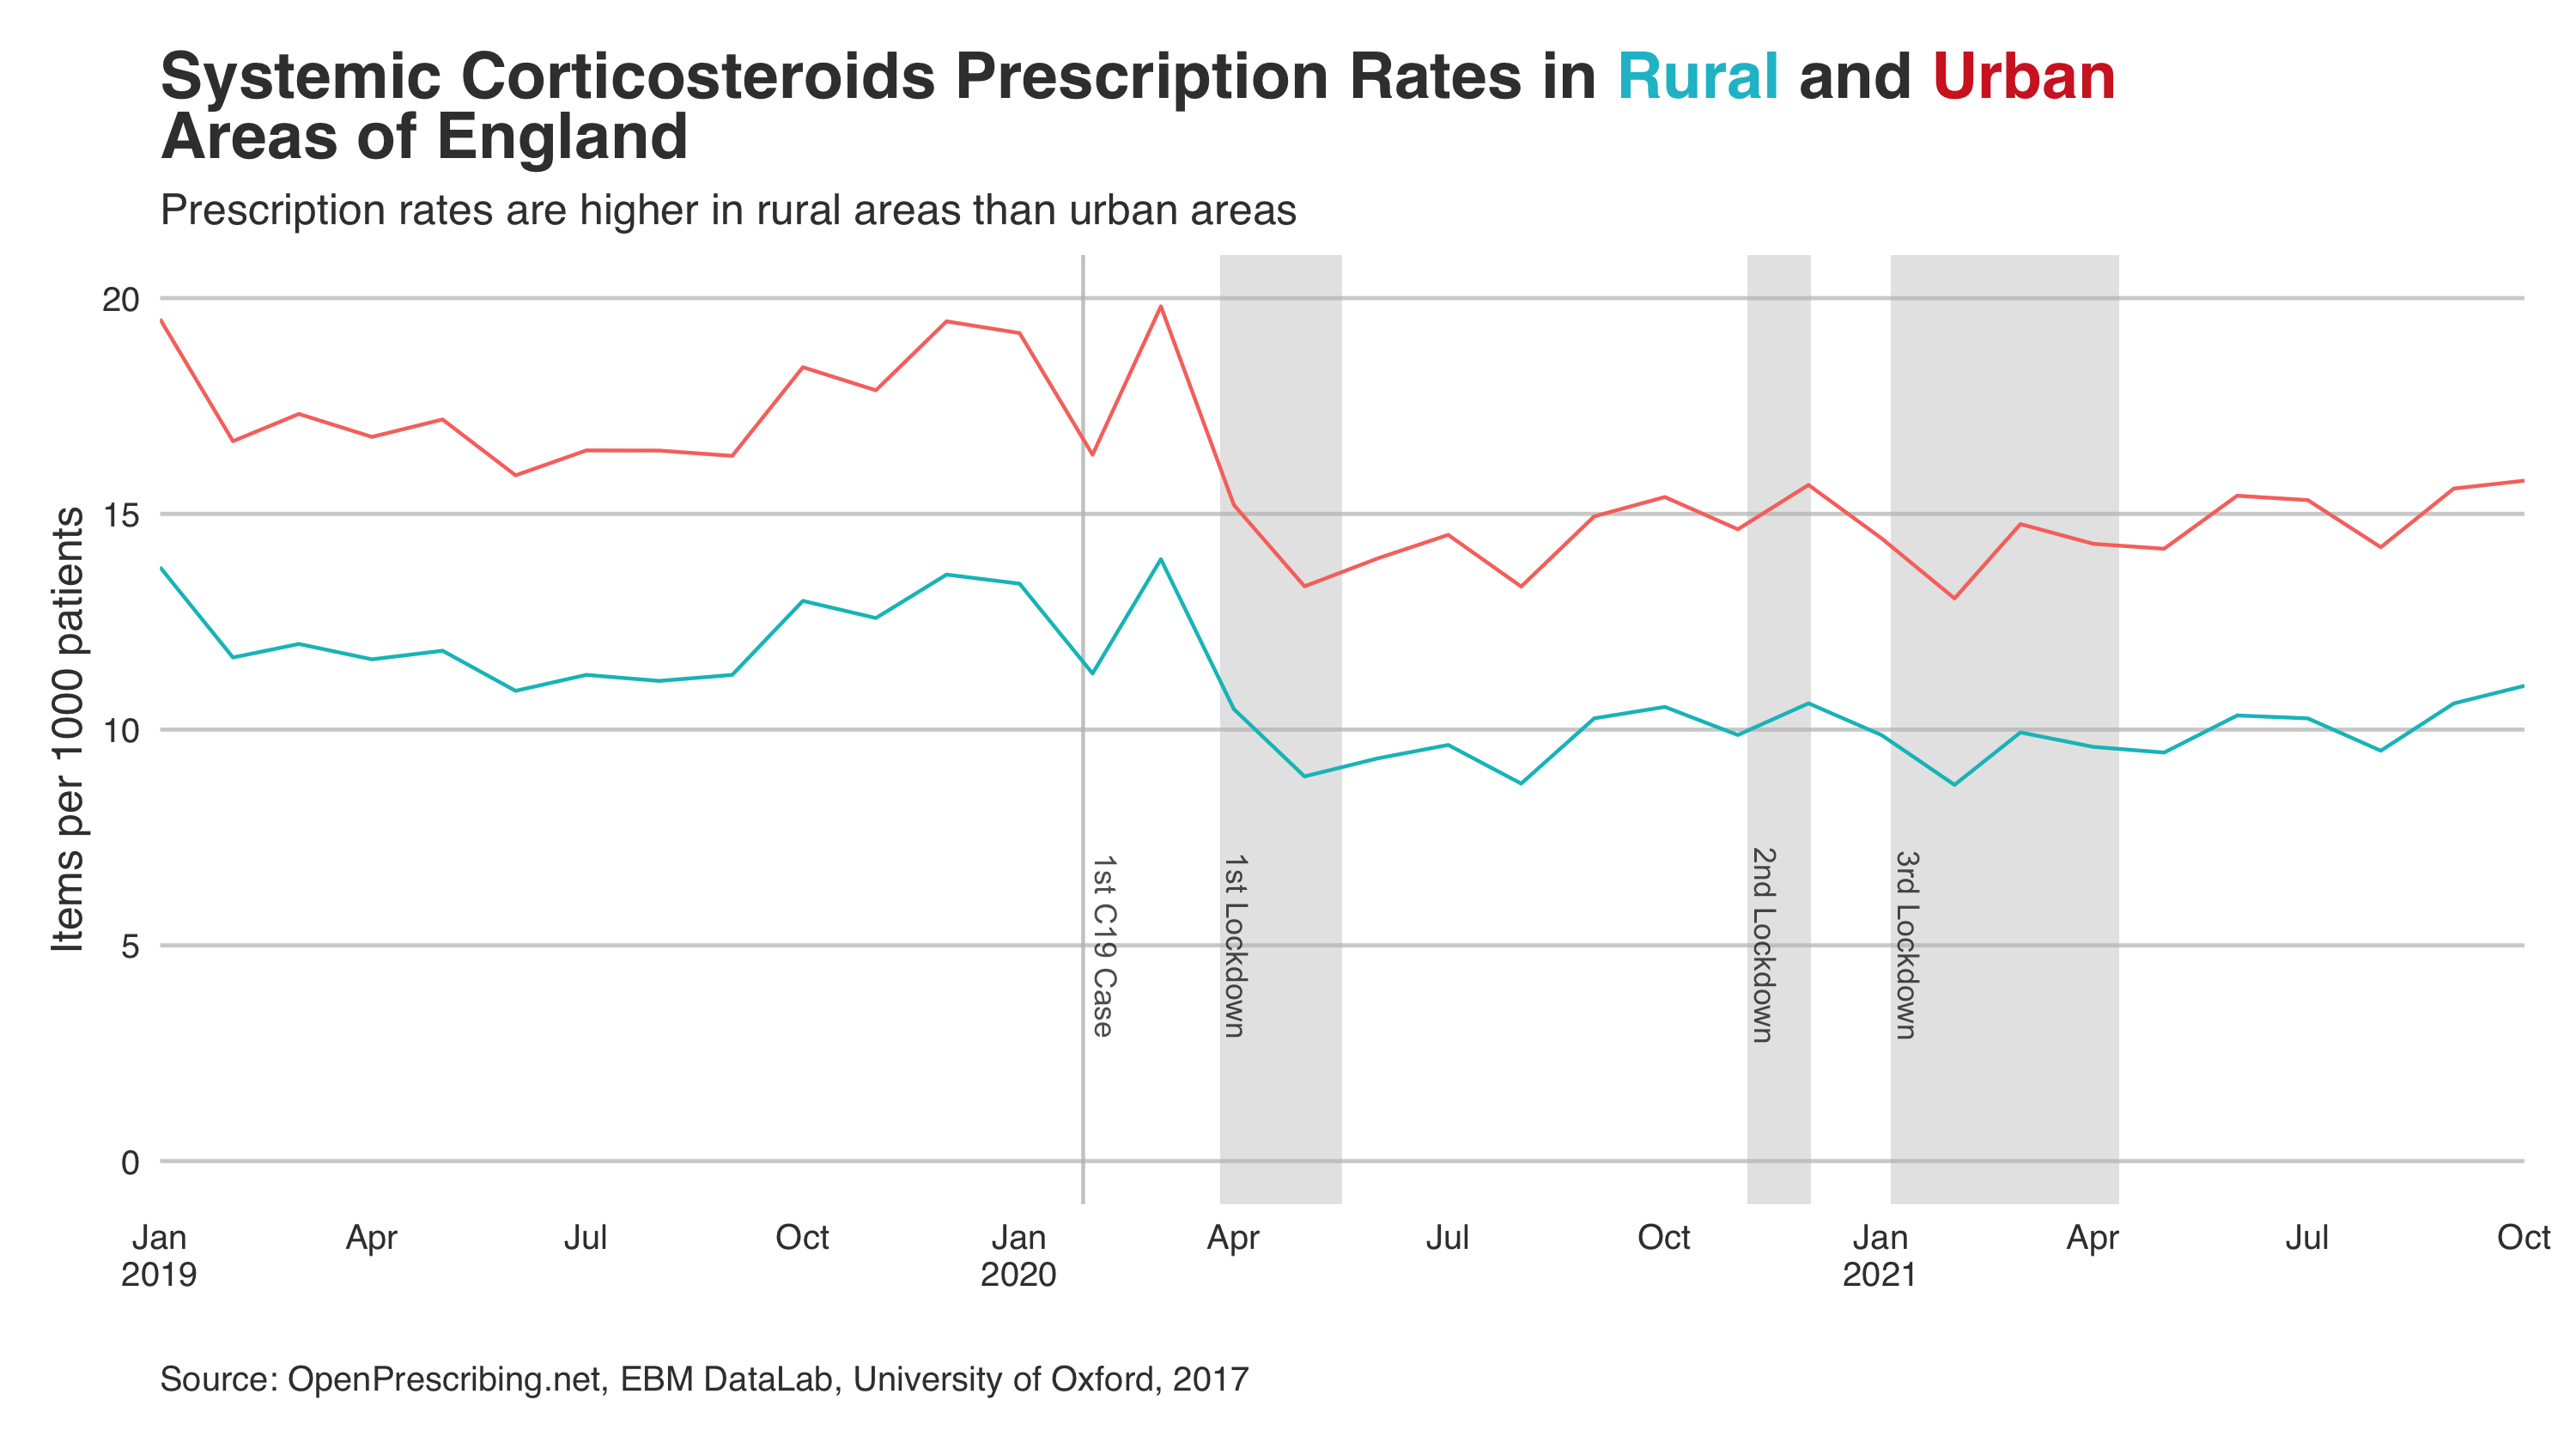 Systemic Corticosteroids Prescription Rates in Rural and Urban
Areas of England
Prescription rates are higher in rural areas than urban areas
Items per 1000 patients
20
15
10
5
0
1st C19 Case
1st Lockdown
2nd Lockdown
3rd Lockdown
Jan Apr Jul Oct Jan Apr Jul Oct Jan Apr Jul Oct
2019 2020 2021
Source: OpenPrescribing.net, EBM DataLab, University of Oxford, 2017